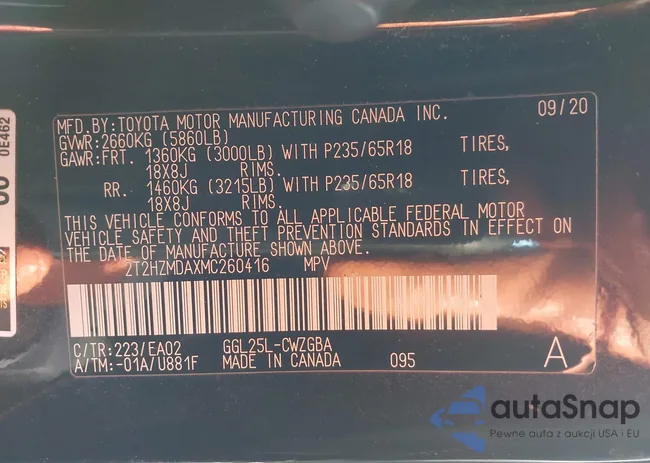 MFD.BY:TOYOTA MOTOR MANUFACTURING CANADA INC. 09/20
GVWR:2660KG (5860LB)
GAWR:FRT. 1360KG (3000LB) WITH P235/65R18 TIRES,
18X8J RIMS.
RR. 1460KG (3215LB) WITH P235/65R18 TIRES,
18X8J RIMS.
THIS VEHICLE CONFORMS TO ALL APPLICABLE FEDERAL MOTOR
VEHICLE SAFETY AND THEFT PREVENTION STANDARDS IN EFFECT ON
THE DATE OF MANUFACTURE SHOWN ABOVE.
2T2HZMDAXMC260416 MPV
C/TR:223/EA02 GGL25L-CWZGBA
A/TM:-01A/U881F MADE IN CANADA 095 A
0E462
autaSnap
Pewne auta z aukcji USA i EU